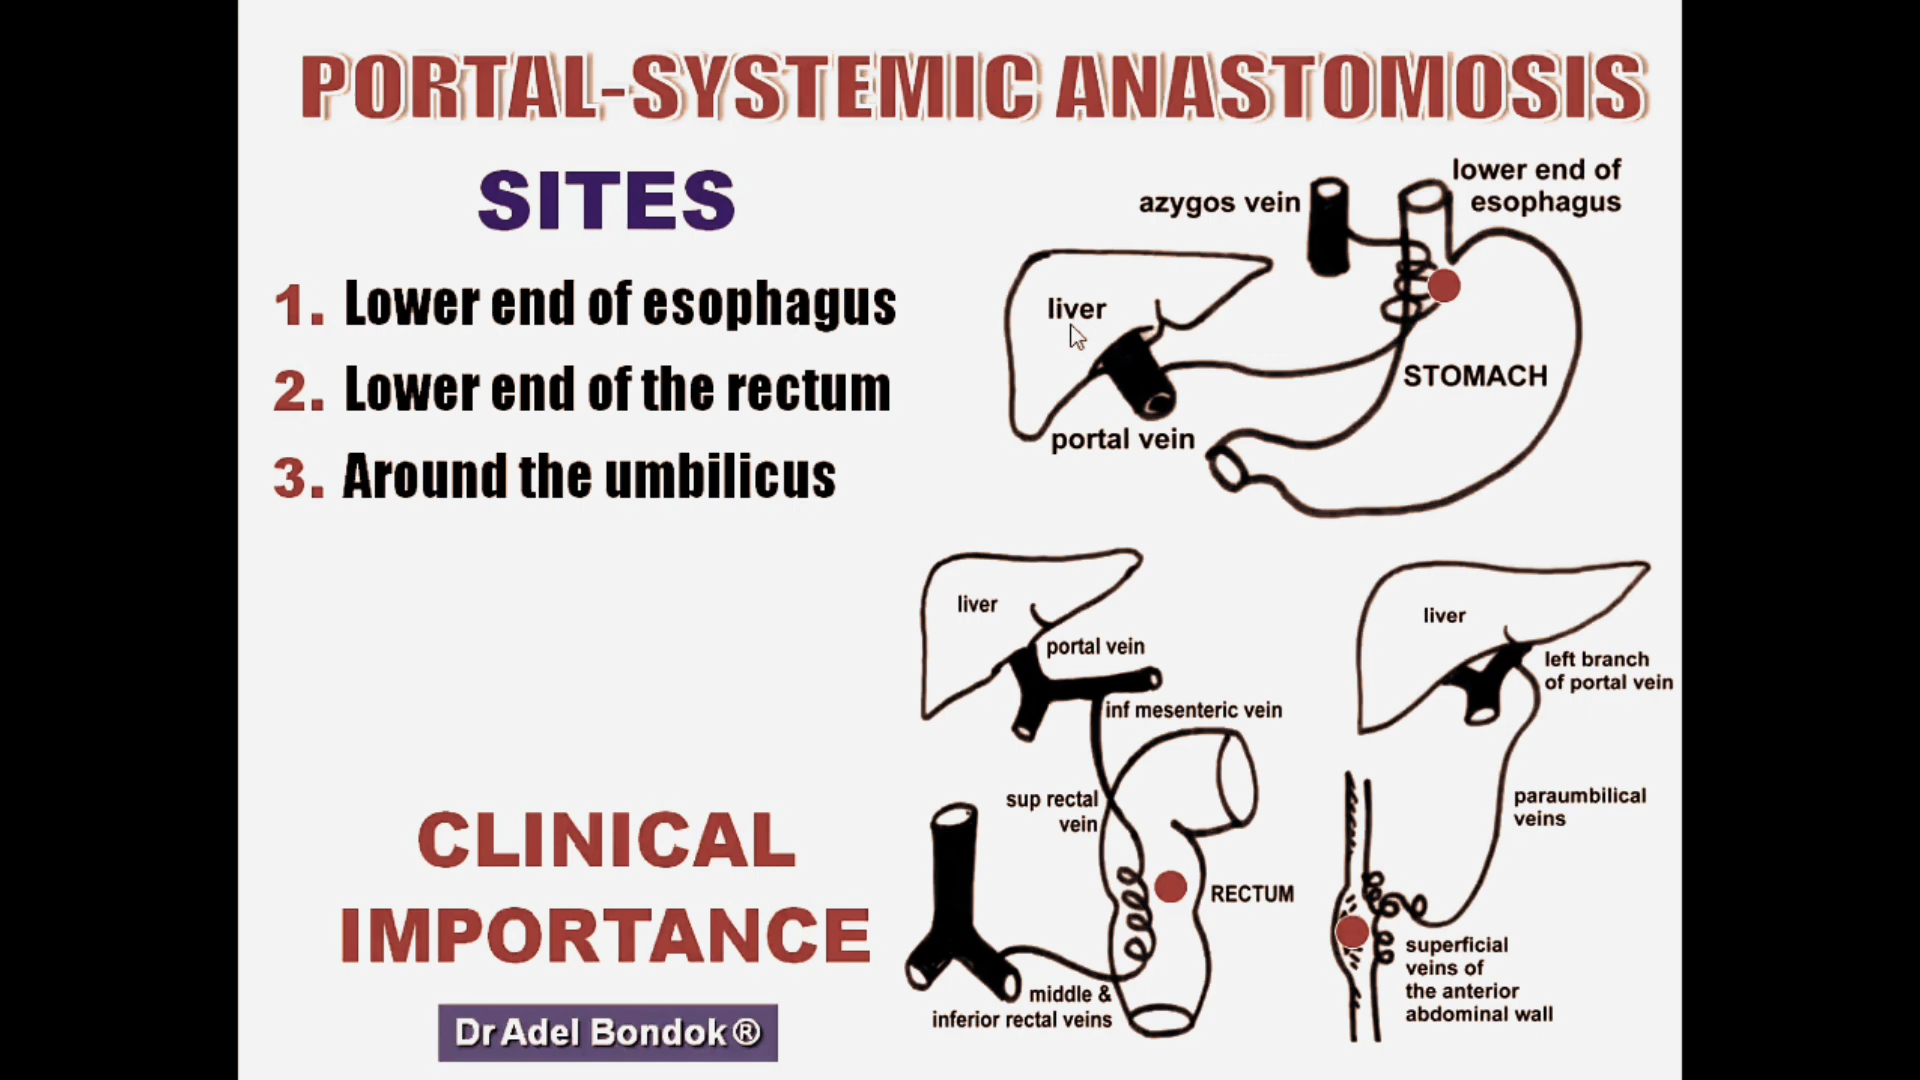 PORTAL-SYSTEMIC ANASTOMOSIS
SITES
1. Lower end of esophagus
2. Lower end of the rectum
3. Around the umbilicus
CLINICAL
IMPORTANCE
Dr Adel Bondok®
lower end of
esophagus
azygos vein
liver
STOMACH
portal vein
liver
portal vein
inf mesenteric vein
sup rectal
vein
RECTUM
middle &
inferior rectal veins
liver
left branch
of portal vein
paraumbilical
veins
superficial
veins of
the anterior
abdominal wall